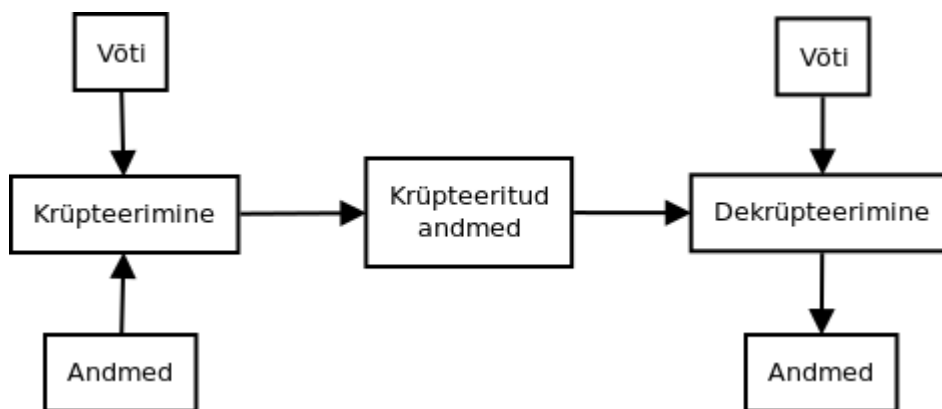 Võti
Võti
Krüpteerimine
Krüpteeritud
andmed
Dekrüpteerimine
Andmed
Andmed